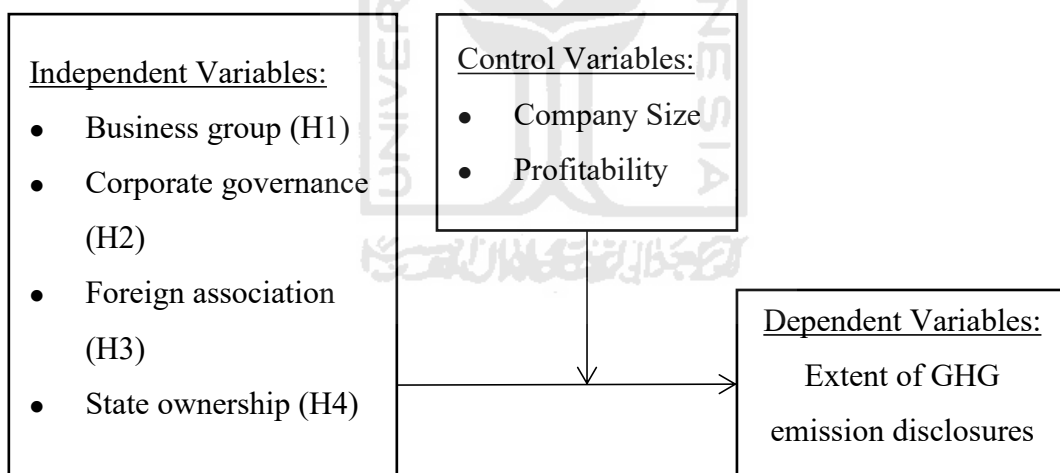 Independent Variables:
● Business group (H1)
● Corporate governance
(H2)
● Foreign association
(H3)
● State ownership (H4)
Control Variables:
● Company Size
● Profitability
Dependent Variables:
Extent of GHG
emission disclosures